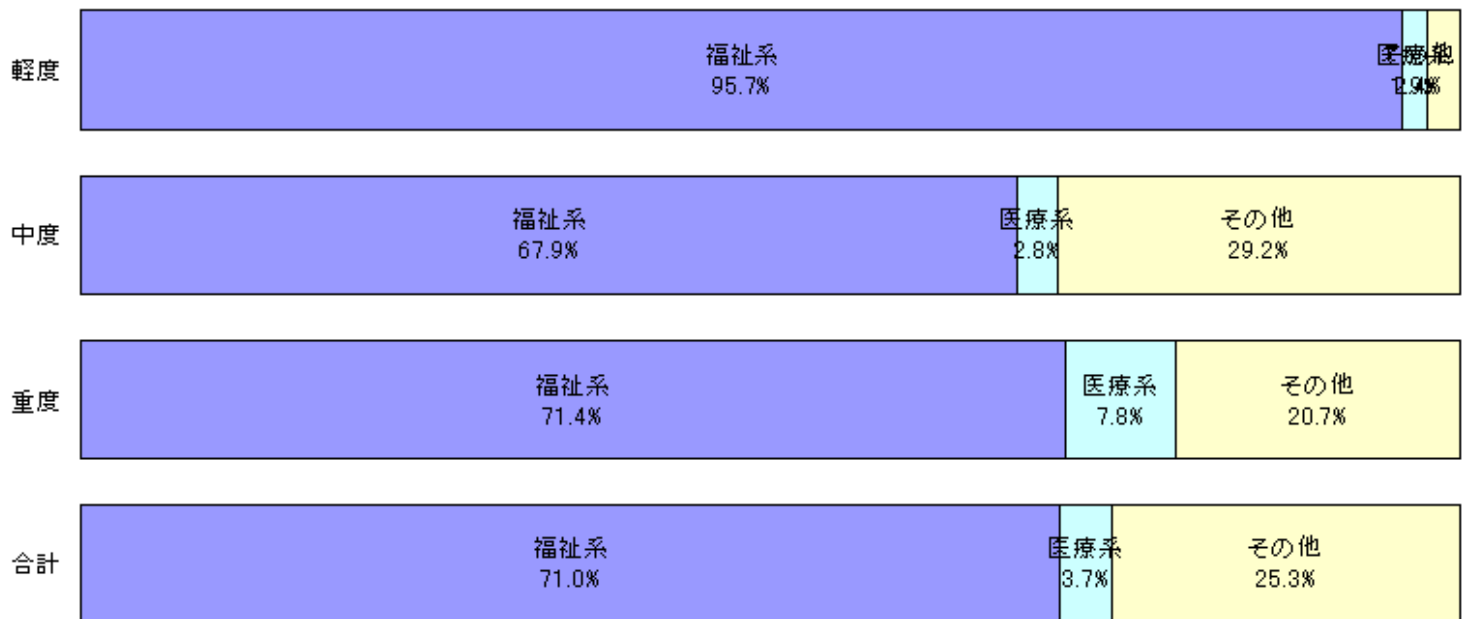 軽度
福祉系
95.7%
医療系
中度
福祉系
67.9%
医療系
2.8%
その他
29.2%
重度
福祉系
71.4%
医療系
7.8%
その他
20.7%
合計
福祉系
71.0%
医療系
3.7%
その他
25.3%